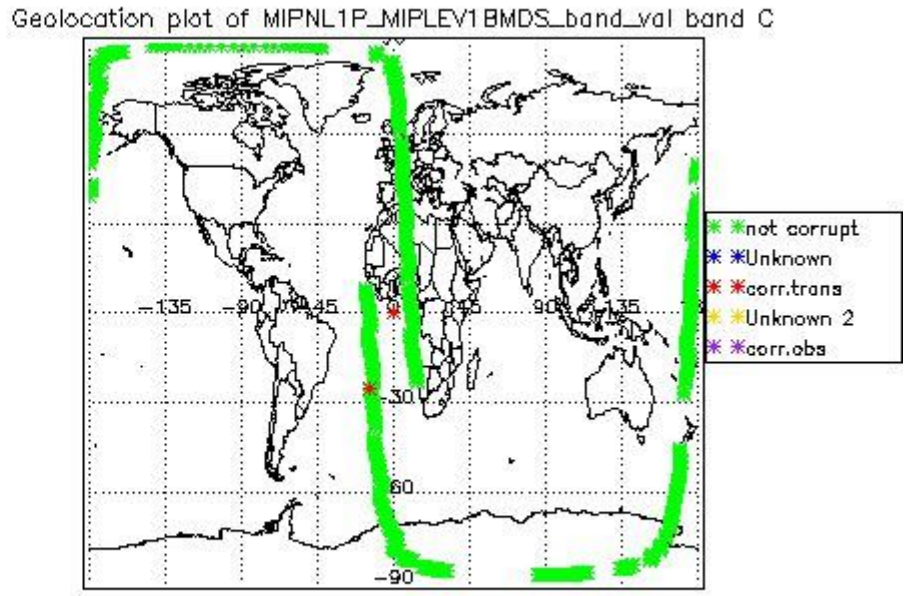 Geolocation plot of MIPNL1P_MIPLEV1BMDS_band_val band C
not corrupt
Unknown
corr.trans
Unknown 2
corr.obs
-135
-90
-45
45
90
135
-30
-60
-90